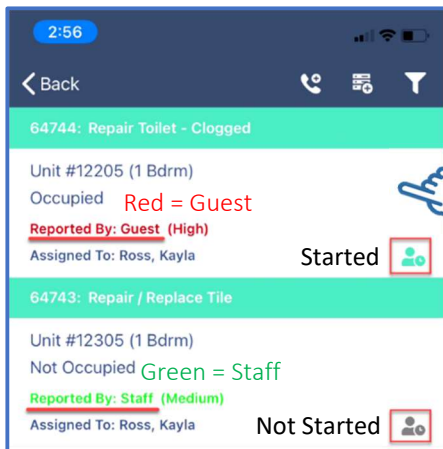 2:56
Back
64744: Repair Toilet - Clogged
Unit #12205 (1 Bdrm)
Occupied Red = Guest
Reported By: Guest (High)
Assigned To: Ross, Kayla Started
64743: Repair / Replace Tile
Unit #12305 (1 Bdrm)
Not Occupied Green = Staff
Reported By: Staff (Medium)
Assigned To: Ross, Kayla Not Started